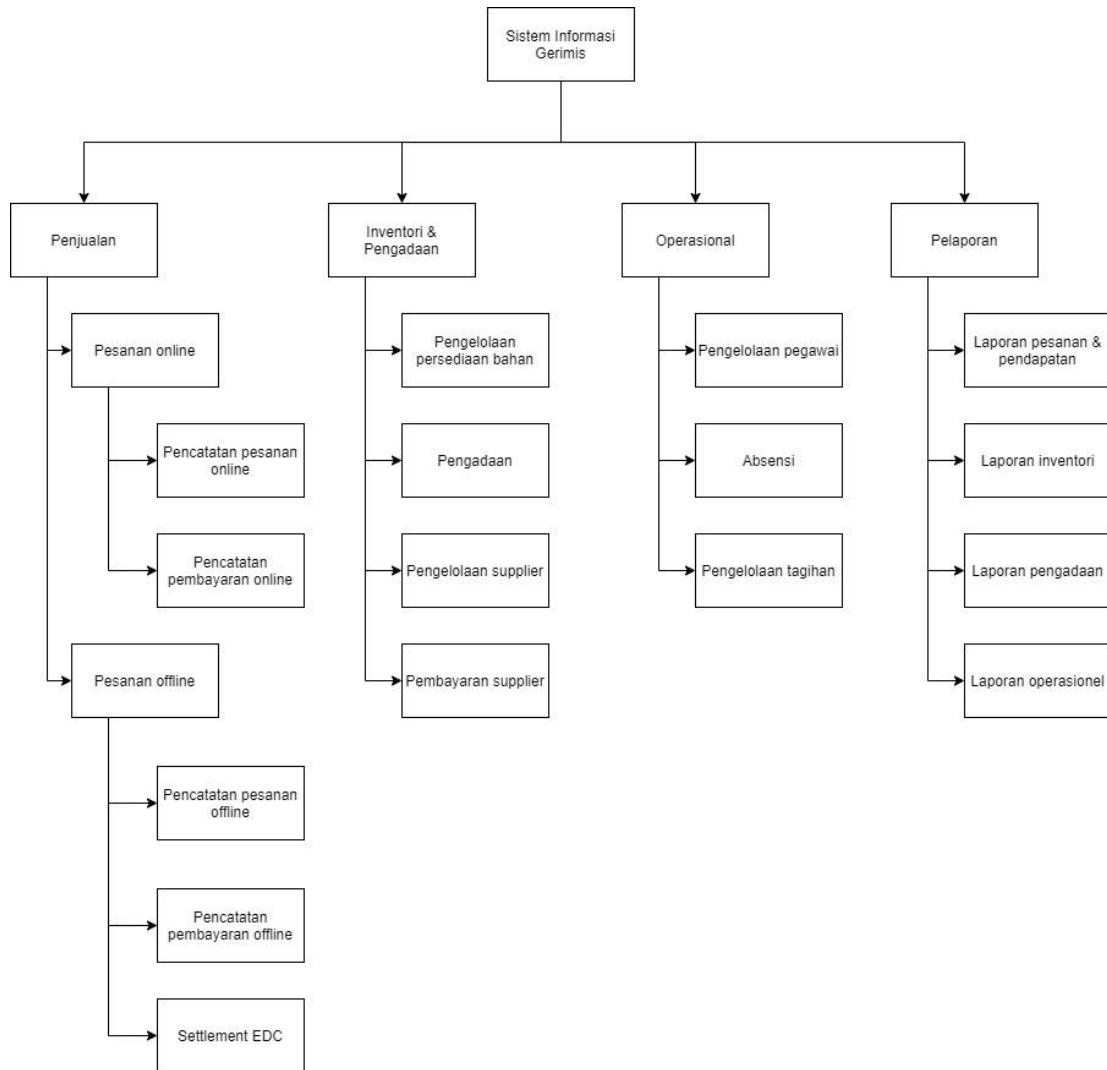 Sistem Informasi
Gerimis
Penjualan
Inventori &
Pengadaan
Operasional
Pelaporan
Pesanan online
Pengelolaan
persediaan bahan
Pengelolaan pegawai
Laporan pesanan &
pendapatan
Pencatatan pesanan
online
Pengadaan
Absensi
Laporan inventori
Pencatatan
pembayaran online
Pengelolaan supplier
Pengelolaan tagihan
Laporan pengadaan
Pesanan offline
Pembayaran supplier
Laporan operasionel
Pencatatan pesanan
offline
Pencatatan
pembayaran offline
Settlement EDC